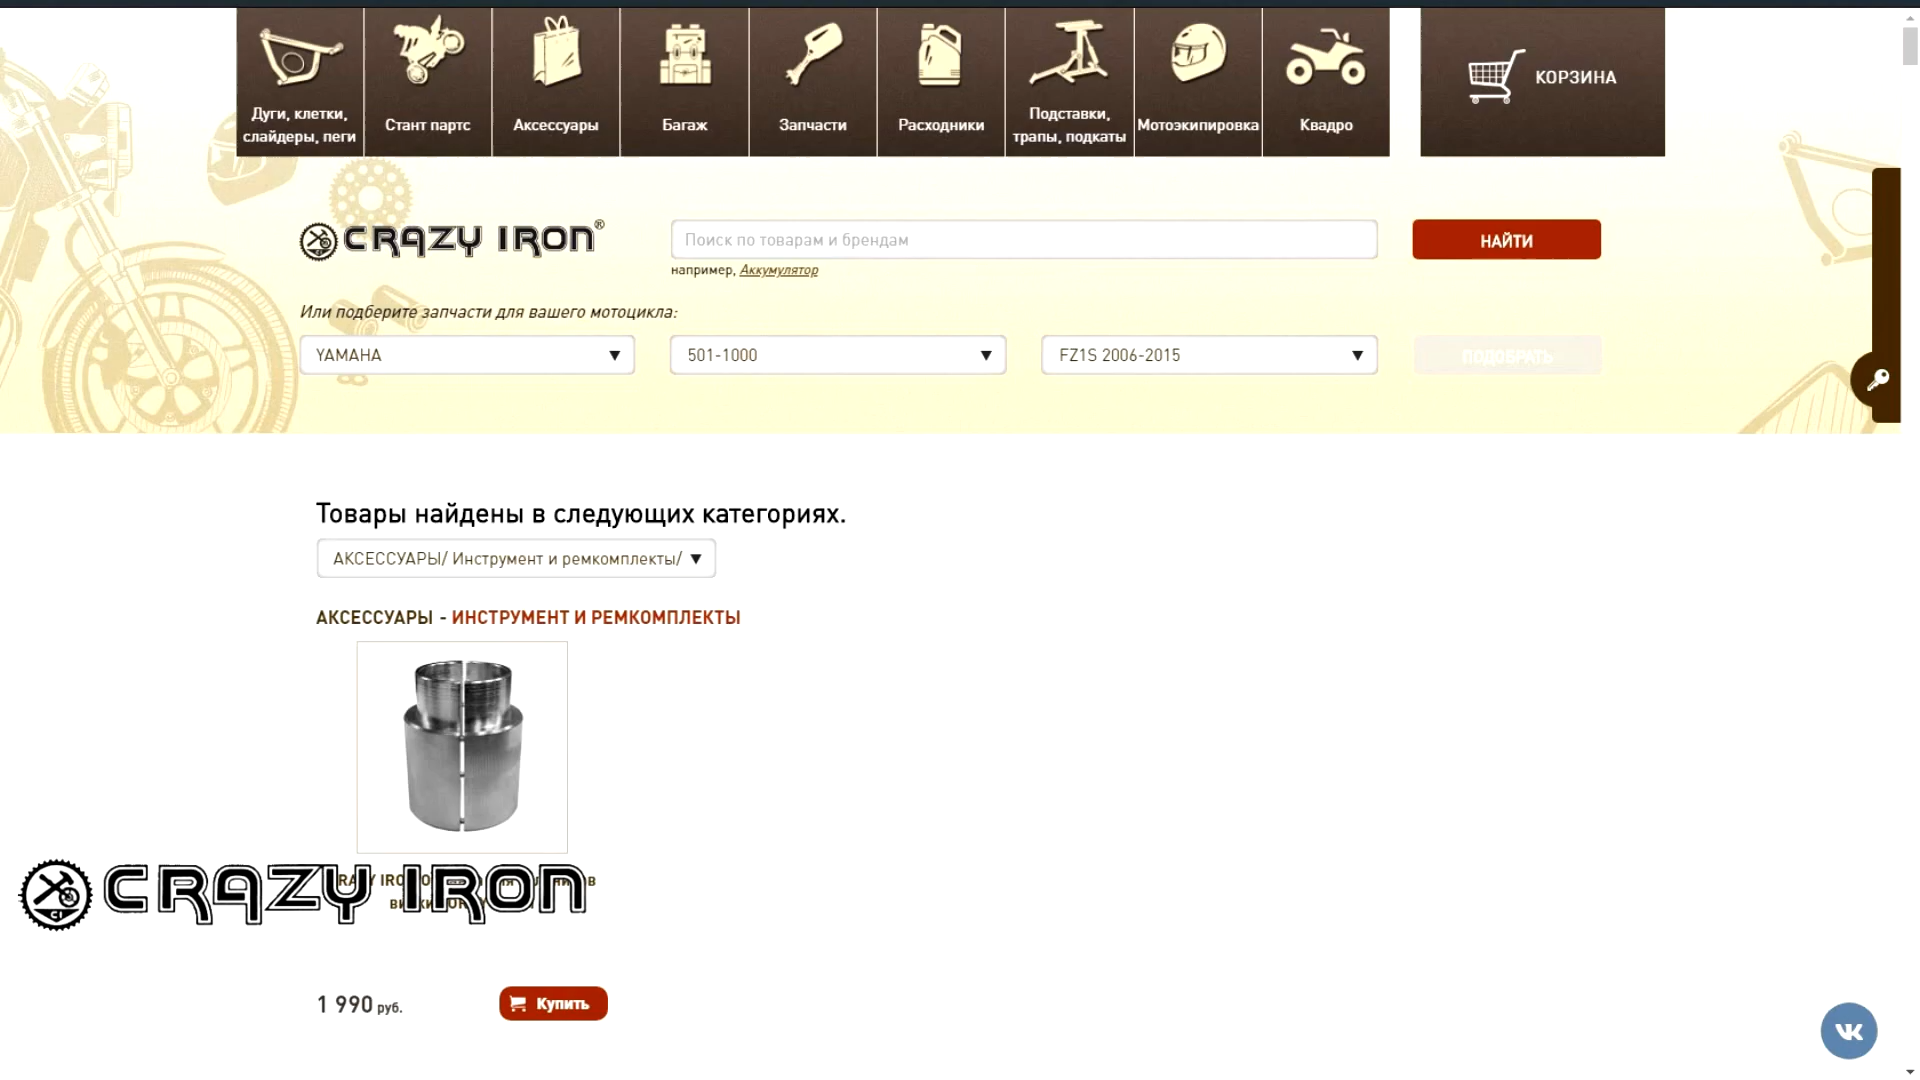 Дуги, клетки,
слайдеры, пеги
Стант партс
Аксессуары
Багаж
Запчасти
Расходники
Подставки,
трапы, подкаты
Мотоэкипировка
Квадро
КОРЗИНА
CRAZY IRON®
Поиск по товарам и брендам
НАЙТИ
например, Аккумулятор
Или подберите запчасти для вашего мотоцикла:
YAMAHA
501-1000
FZ1S 2006-2015
ПОДОБРАТЬ
Товары найдены в следующих категориях.
АКСЕССУАРЫ/ Инструмент и ремкомплекты/
АКСЕССУАРЫ - ИНСТРУМЕНТ И РЕМКОМПЛЕКТЫ
CRAZY IRON
CI
1 990 руб.
Купить